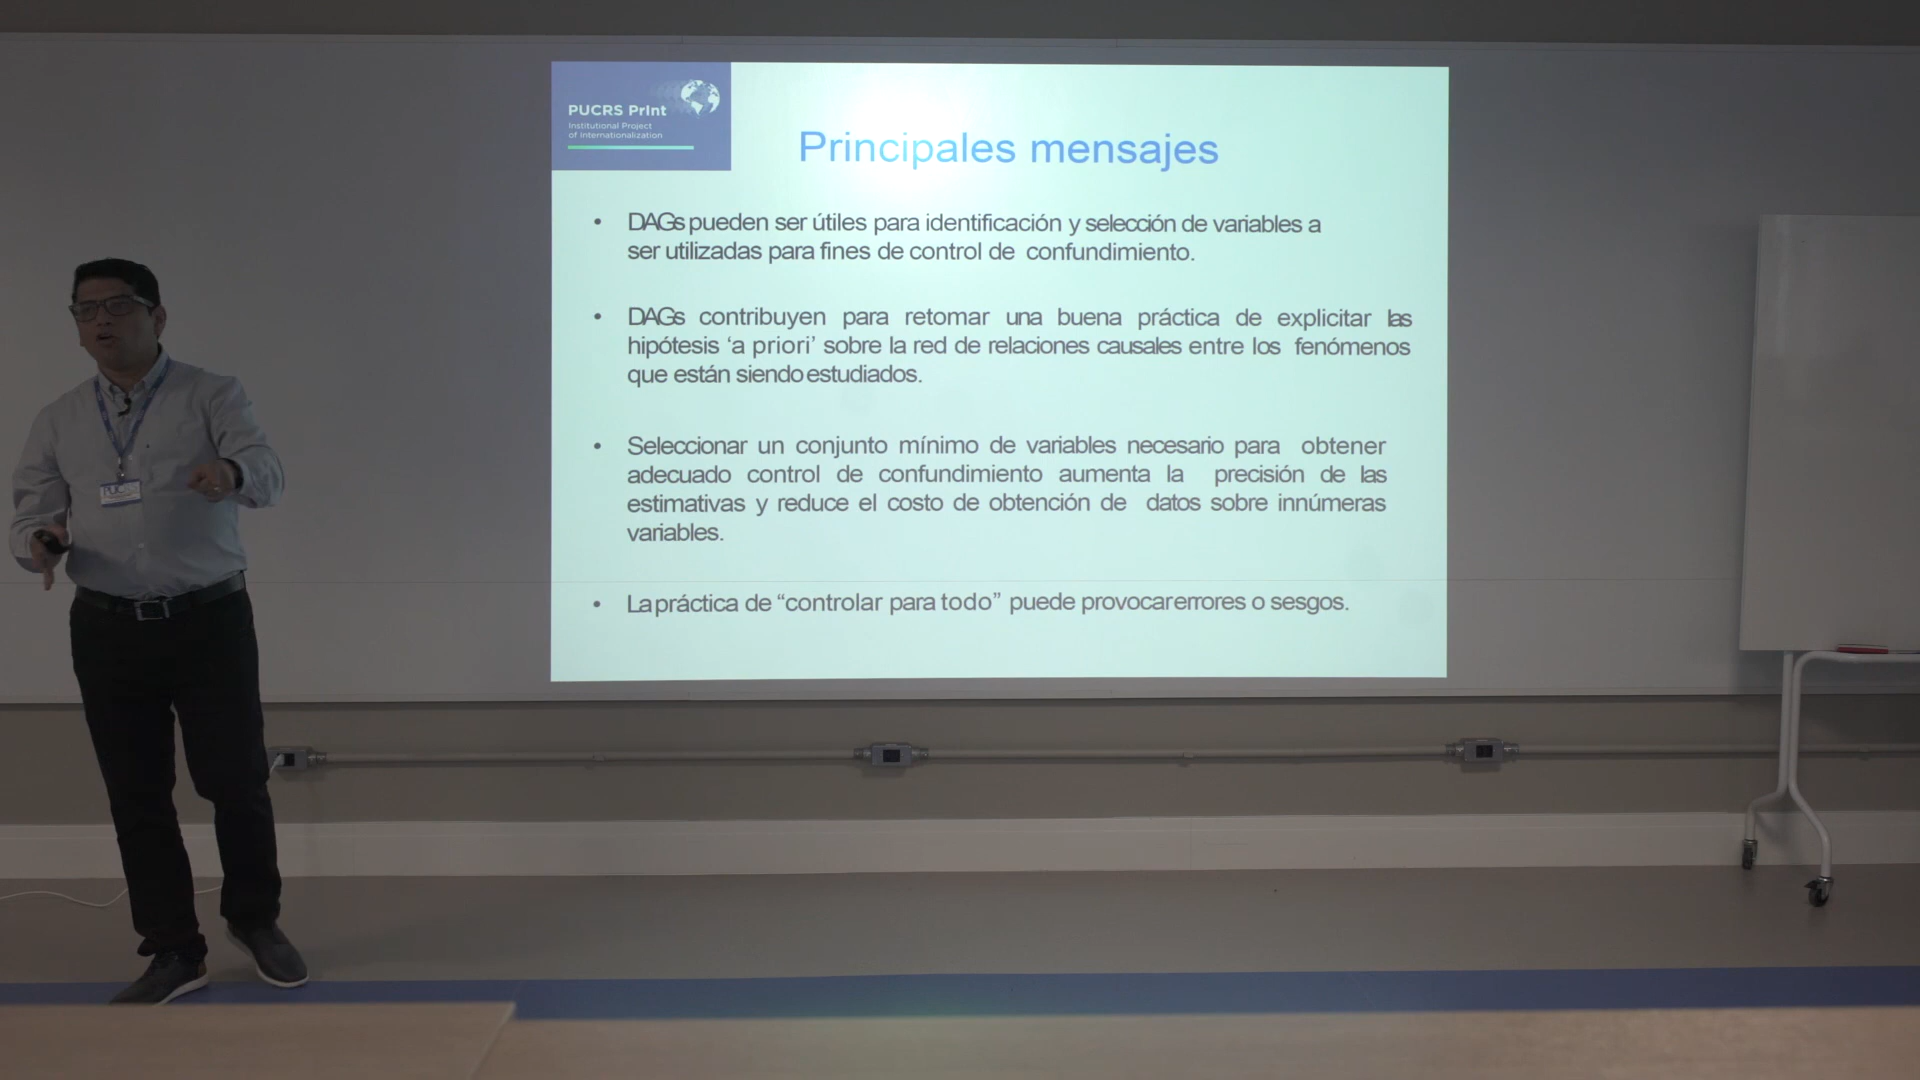 PUCRS PrInt
Institutional Project
of Internationalization
Principales mensajes
• DAGs pueden ser útiles para identificación y selección de variables a
ser utilizadas para fines de control de confundimiento.
• DAGs contribuyen para retomar una buena práctica de explicitar las
hipótesis ‘a priori’ sobre la red de relaciones causales entre los fenómenos
que están siendo estudiados.
• Seleccionar un conjunto mínimo de variables necesario para obtener
adecuado control de confundimiento aumenta la precisión de las
estimativas y reduce el costo de obtención de datos sobre innúmeras
variables.
• La práctica de “controlar para todo” puede provocar errores o sesgos.